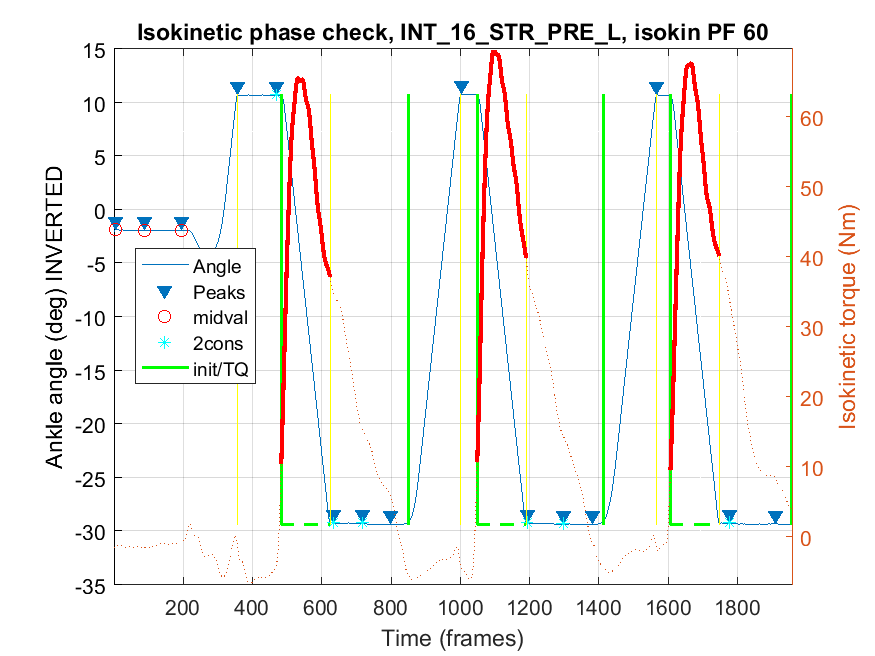 Isokinetic phase check, INT_16_STR_PRE_L, isokin PF 60
Ankle angle (deg) INVERTED
15
10
5
0
-5
-10
-15
-20
-25
-30
-35
Angle
Peaks
midval
2cons
init/TQ
60
50
40
30
20
10
0
Isokinetic torque (Nm)
200 400 600 800 1000 1200 1400 1600 1800
Time (frames)